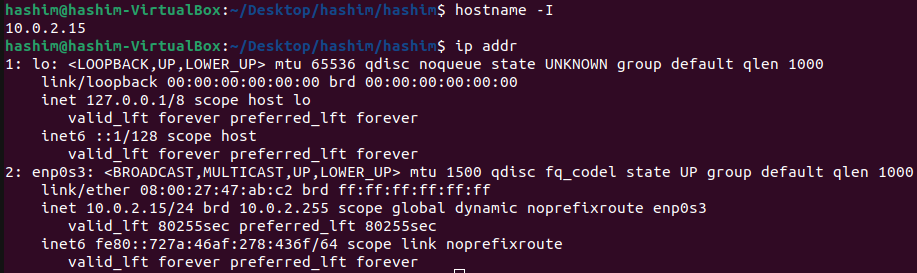 hashim@hashim-VirtualBox:~/Desktop/hashim/hashim$ hostname -I
10.0.2.15
hashim@hashim-VirtualBox:~/Desktop/hashim/hashim$ ip addr
1: lo: <LOOPBACK,UP,LOWER_UP> mtu 65536 qdisc noqueue state UNKNOWN group default qlen 1000
    link/loopback 00:00:00:00:00:00 brd 00:00:00:00:00:00
    inet 127.0.0.1/8 scope host lo
       valid_lft forever preferred_lft forever
    inet6 ::1/128 scope host
       valid_lft forever preferred_lft forever
2: enp0s3: <BROADCAST,MULTICAST,UP,LOWER_UP> mtu 1500 qdisc fq_codel state UP group default qlen 1000
    link/ether 08:00:27:47:ab:c2 brd ff:ff:ff:ff:ff:ff
    inet 10.0.2.15/24 brd 10.0.2.255 scope global dynamic noprefixroute enp0s3
       valid_lft 80255sec preferred_lft 80255sec
    inet6 fe80::727a:46af:278:436f/64 scope link noprefixroute
       valid_lft forever preferred_lft forever